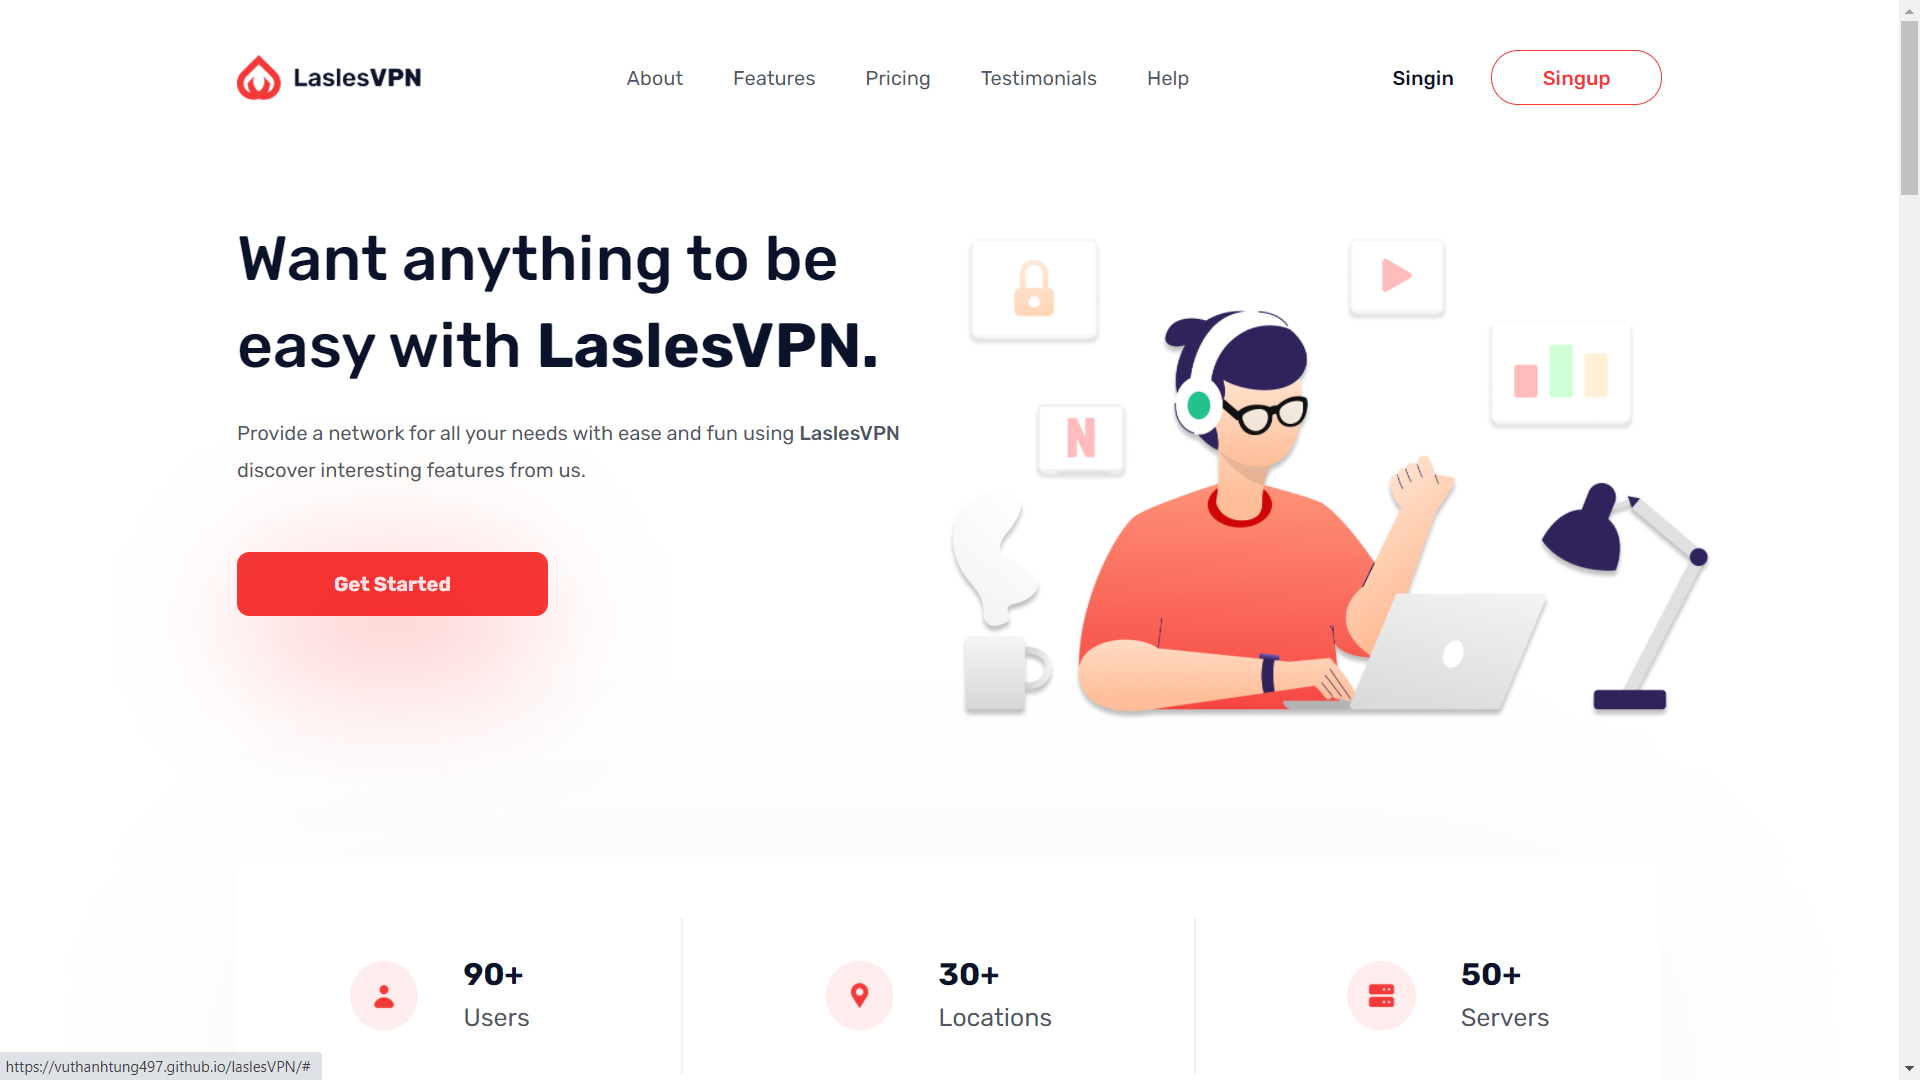 LaslesVPN
About Features Pricing Testimonials Help
Singin
Singup
Want anything to be
easy with LaslesVPN.
Provide a network for all your needs with ease and fun using LaslesVPN
discover interesting features from us.
Get Started
N
90+
Users
30+
Locations
50+
Servers
https://vuthanhtung497.github.io/laslesVPN/#